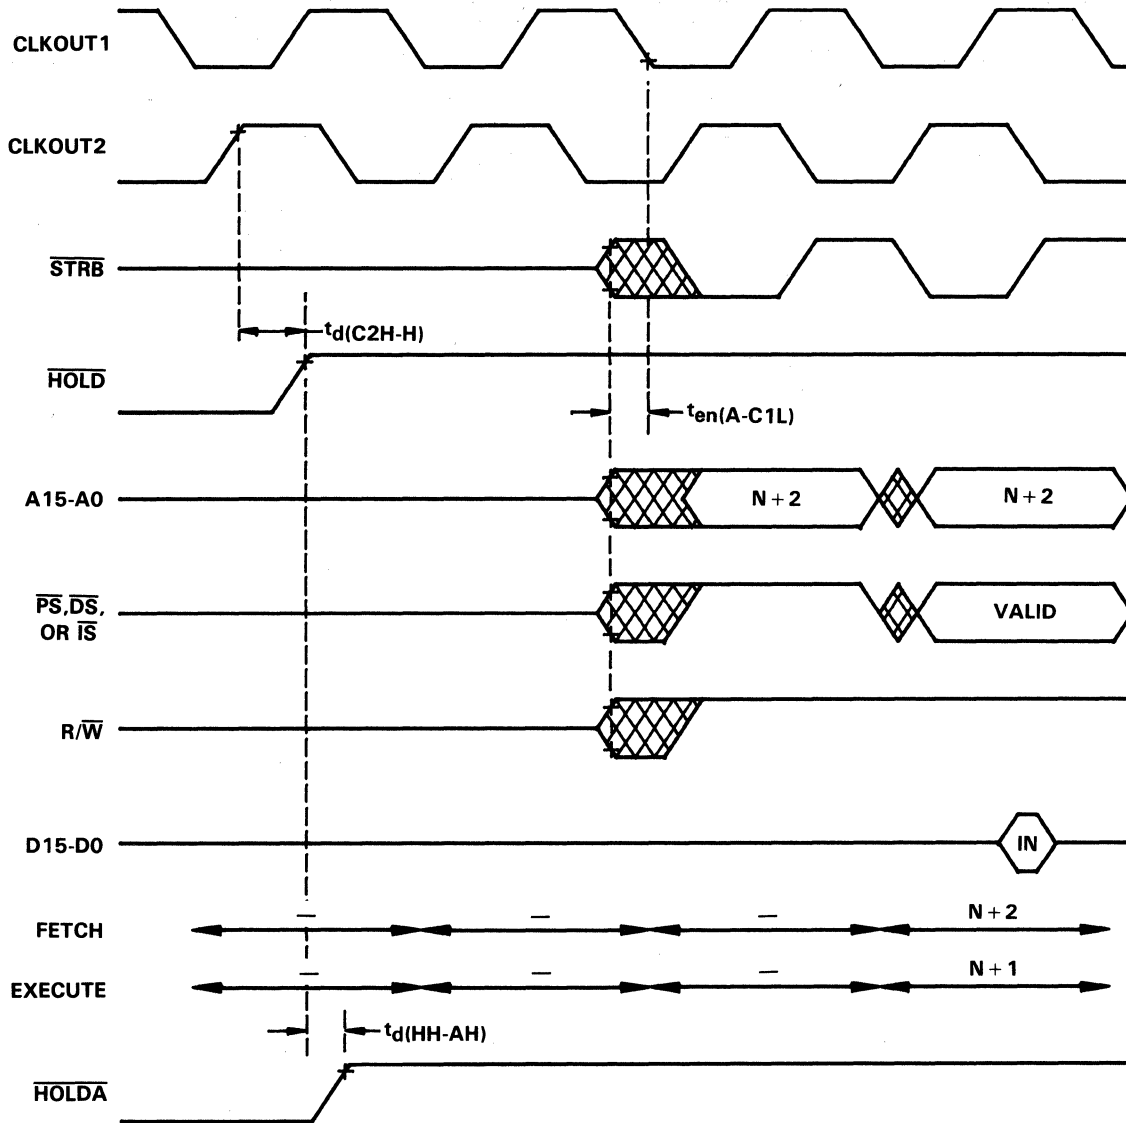 CLKOUT1
CLKOUT2
STRB
td(C2H-H)
HOLD
ten(A-C1L)
A15-A0
N + 2
N + 2
PS, DS,
OR IS
VALID
R/W
D15-D0
IN
FETCH
—
—
—
N + 2
EXECUTE
—
—
—
N + 1
td(HH-AH)
HOLDA